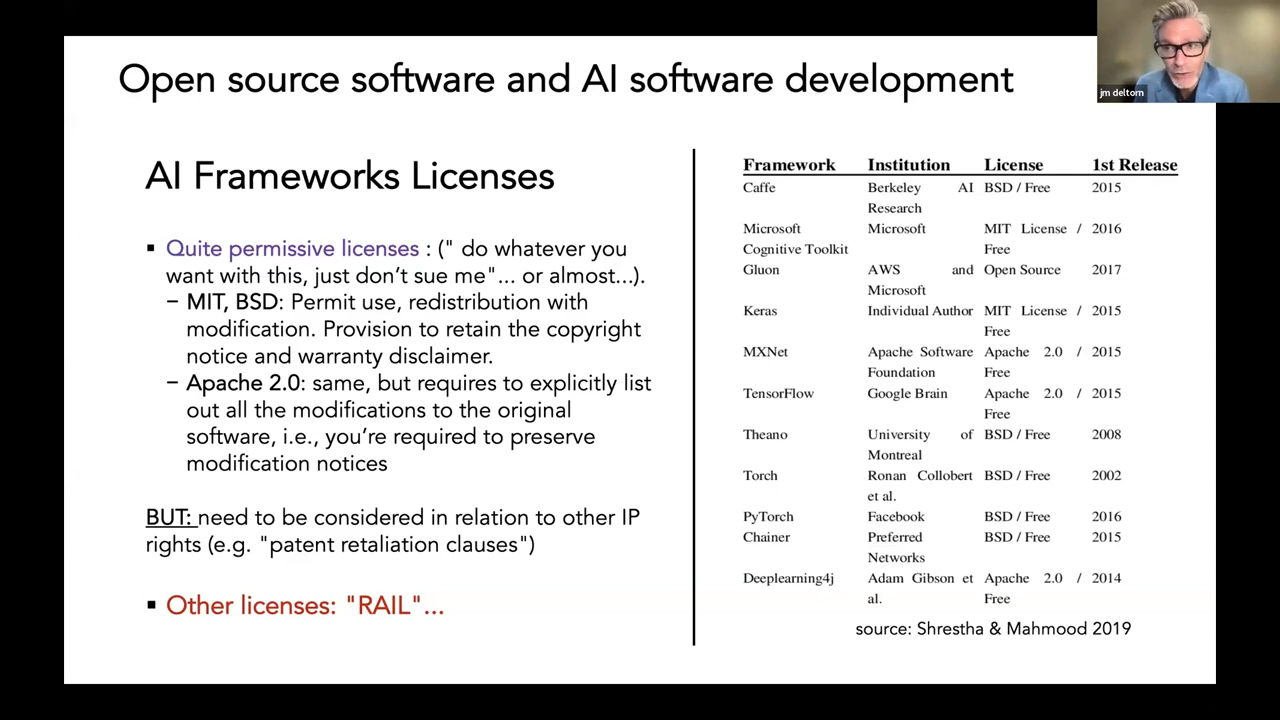 Open source software and AI software development
jm deltorn
AI Frameworks Licenses
▪ Quite permissive licenses : (" do whatever you
want with this, just don't sue me"... or almost...).
– MIT, BSD: Permit use, redistribution with
modification. Provision to retain the copyright
notice and warranty disclaimer.
– Apache 2.0: same, but requires to explicitly list
out all the modifications to the original
software, i.e., you're required to preserve
modification notices
BUT: need to be considered in relation to other IP
rights (e.g. "patent retaliation clauses")
▪ Other licenses: "RAIL"...
Framework Institution License 1st Release
Caffe Berkeley AI BSD / Free 2015
Research
Microsoft Microsoft MIT License / 2016
Cognitive Toolkit Free
Gluon AWS and Open Source 2017
Microsoft
Keras Individual Author MIT License / 2015
Free
MXNet Apache Software Apache 2.0 / 2015
Foundation Free
TensorFlow Google Brain Apache 2.0 / 2015
Free
Theano University of BSD / Free 2008
Montreal
Torch Ronan Collobert BSD / Free 2002
et al.
PyTorch Facebook BSD / Free 2016
Chainer Preferred BSD / Free 2015
Networks
Deeplearning4j Adam Gibson et Apache 2.0 / 2014
al. Free
source: Shrestha & Mahmood 2019